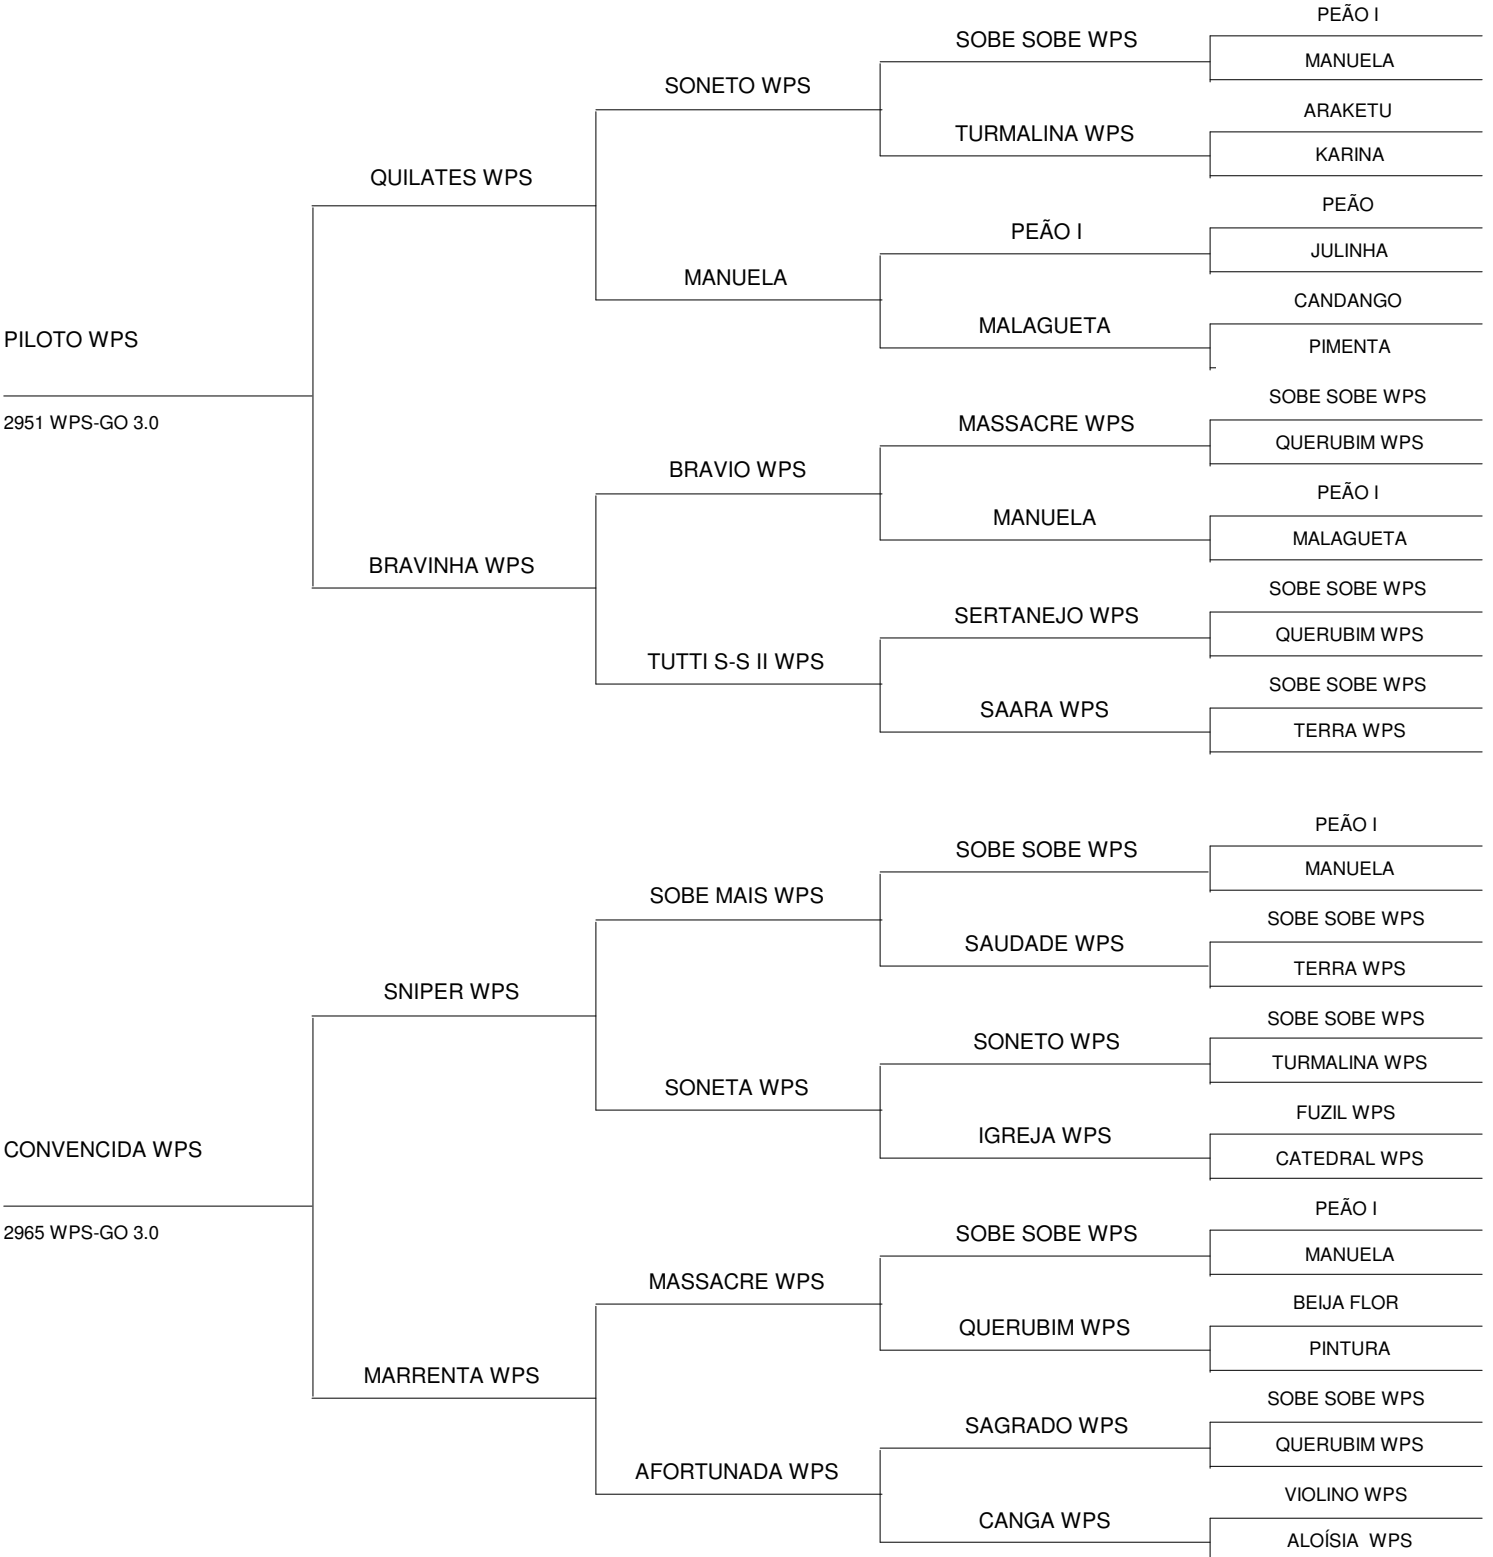 PEÃO I
SOBE SOBE WPS
MANUELA
SONETO WPS
ARAKETU
TURMALINA WPS
KARINA
QUILATES WPS
PEÃO
PEÃO I
JULINHA
MANUELA
CANDANGO
MALAGUETA
PIMENTA
PILOTO WPS
2951 WPS-GO 3.0
SOBE SOBE WPS
MASSACRE WPS
QUERUBIM WPS
BRAVIO WPS
PEÃO I
MANUELA
MALAGUETA
BRAVINHA WPS
SOBE SOBE WPS
SERTANEJO WPS
QUERUBIM WPS
TUTTI S-S II WPS
SOBE SOBE WPS
SAARA WPS
TERRA WPS
PEÃO I
SOBE SOBE WPS
MANUELA
SOBE MAIS WPS
SOBE SOBE WPS
SAUDADE WPS
TERRA WPS
SNIPER WPS
SOBE SOBE WPS
SONETO WPS
TURMALINA WPS
SONETA WPS
FUZIL WPS
IGREJA WPS
CATEDRAL WPS
CONVENCIDA WPS
2965 WPS-GO 3.0
PEÃO I
SOBE SOBE WPS
MANUELA
MASSACRE WPS
BEIJA FLOR
QUERUBIM WPS
PINTURA
MARRENTA WPS
SOBE SOBE WPS
SAGRADO WPS
QUERUBIM WPS
AFORTUNADA WPS
VIOLINO WPS
CANGA WPS
ALOÍSIA WPS